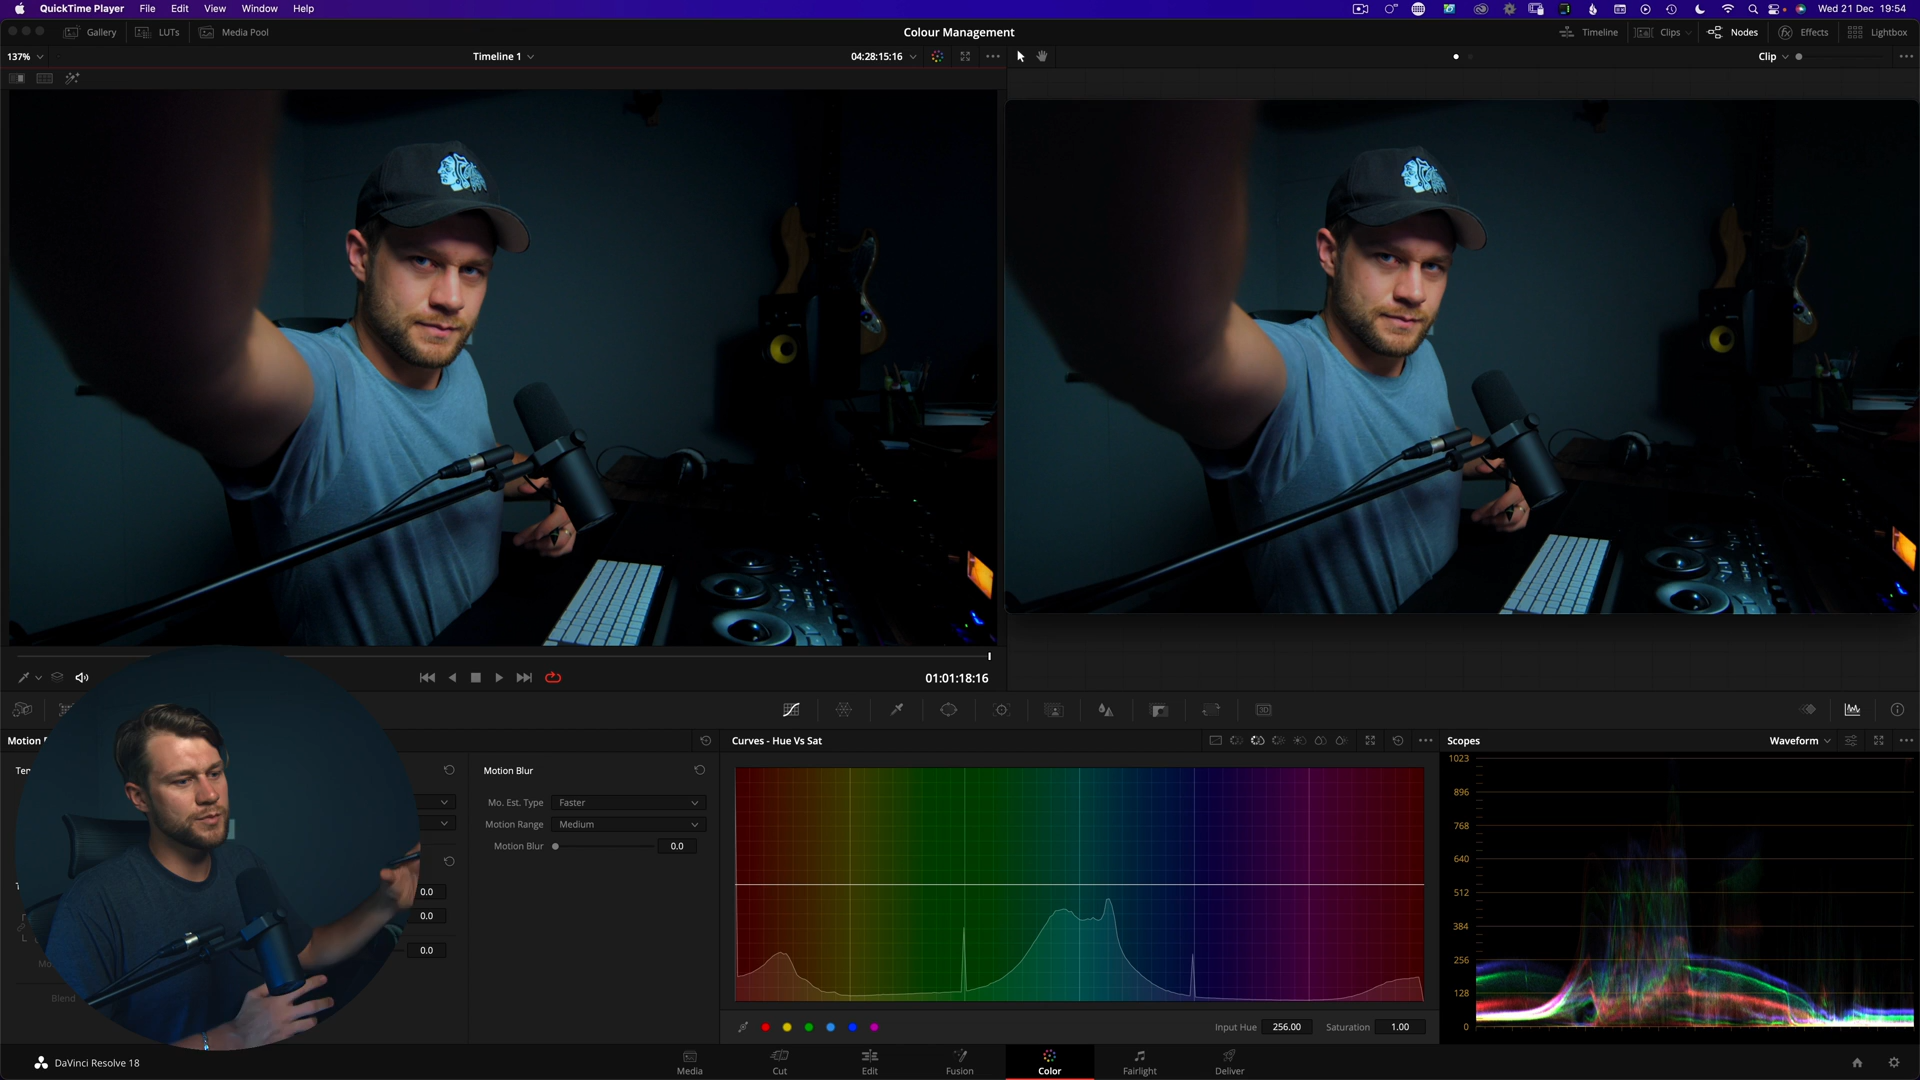 QuickTime Player File Edit View Window Help
Wed 21 Dec 19:54
Gallery LUTs Media Pool
Colour Management
Timeline Clips Nodes Effects Lightbox
137%
Timeline 1
04:28:15:16
Clip
01:01:18:16
Curves - Hue Vs Sat
Scopes
Waveform
Motion Blur
Mo. Est. Type Faster
Motion Range Medium
Motion Blur 0.0
0.0
0.0
0.0
Blend
1023
896
768
640
512
384
256
128
0
Input Hue 256.00 Saturation 1.00
DaVinci Resolve 18
Media Cut Edit Fusion Color Fairlight Deliver